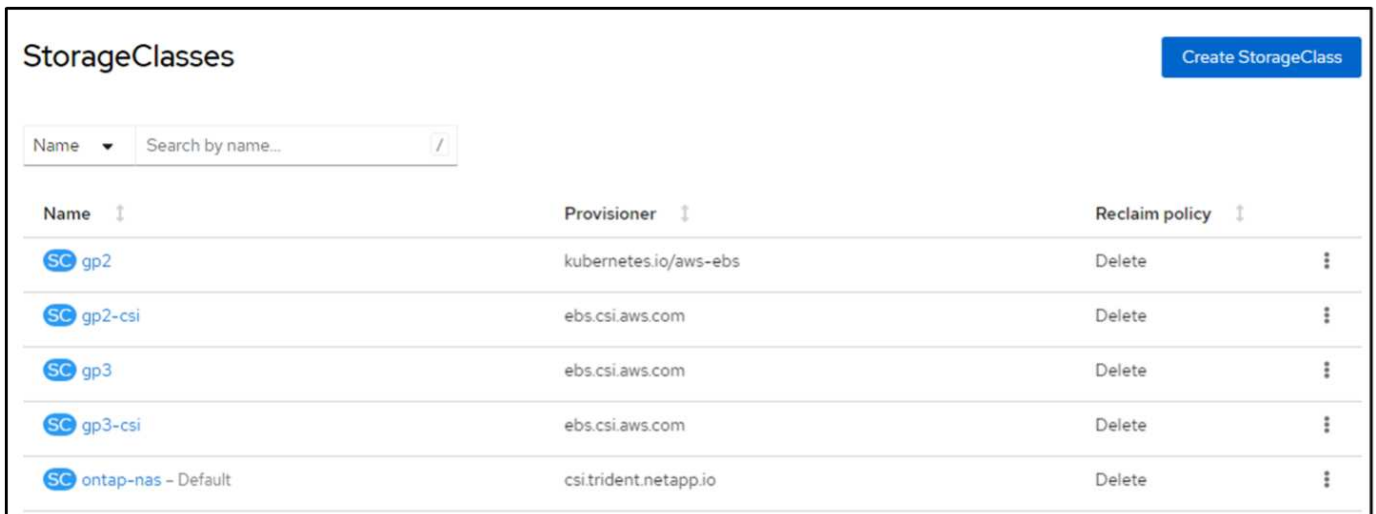 StorageClasses
Create StorageClass
Name Search by name... /
Name Provisioner Reclaim policy
SC gp2 kubernetes.io/aws-ebs Delete
SC gp2-csi ebs.csi.aws.com Delete
SC gp3 ebs.csi.aws.com Delete
SC gp3-csi ebs.csi.aws.com Delete
SC ontap-nas – Default csi.trident.netapp.io Delete